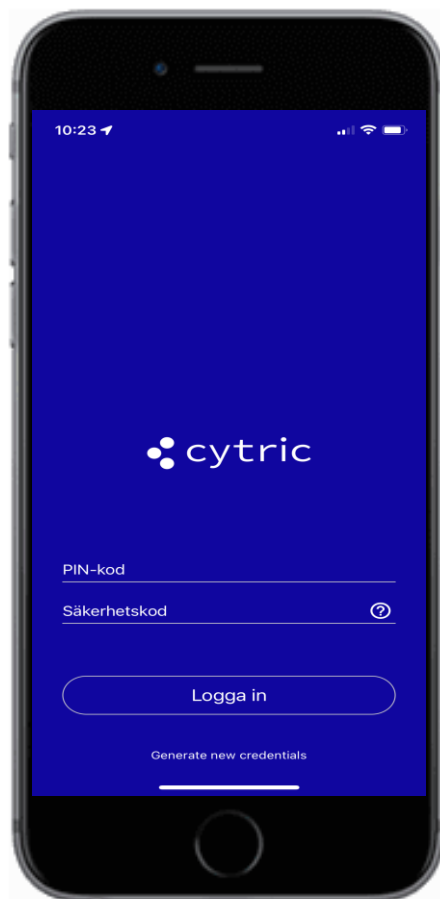 10:23
cytric
PIN-kod
Säkerhetskod
Logga in
Generate new credentials